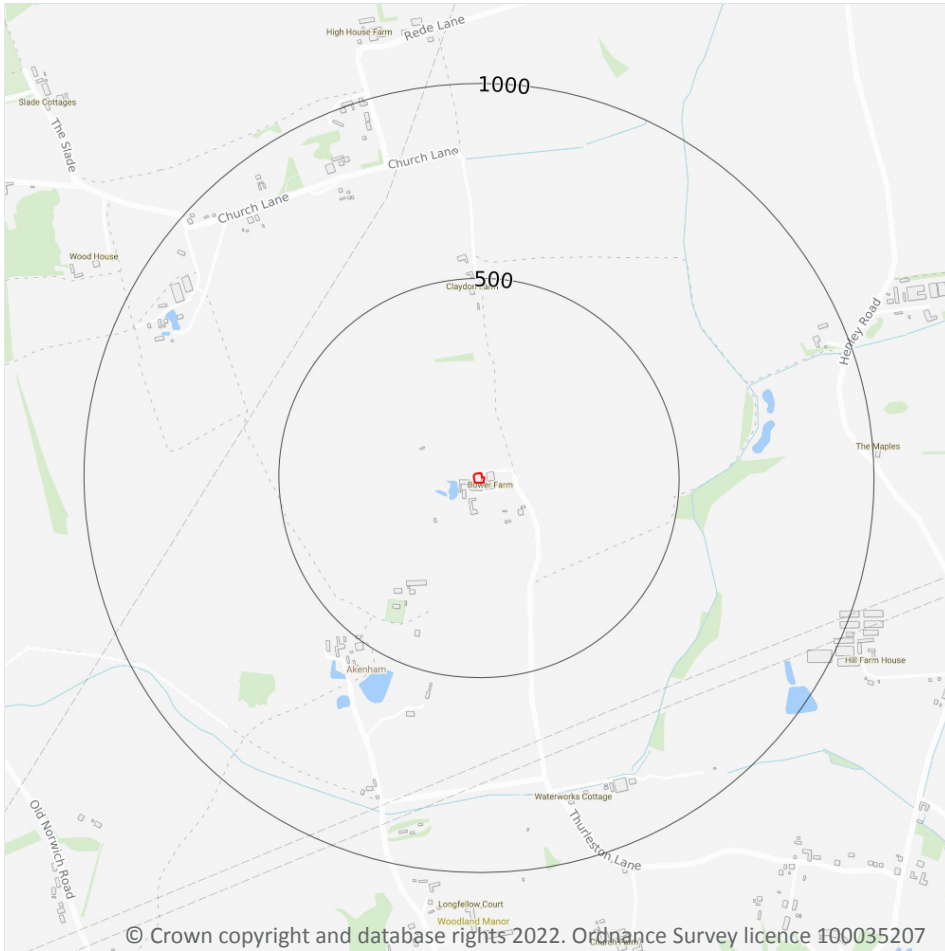 High House Farm
Rede Lane
1000
Slade Cottages
The Slade
Church Lane
Church Lane
Wood House
500
Henley Road
The Maples
Bower Farm
Akenham
Hill Farm House
Waterworks Cottage
Old Norwich Road
Thurleston Lane
Longfellow Court
Woodland Manor
© Crown copyright and database rights 2022. Ordnance Survey licence 100035207